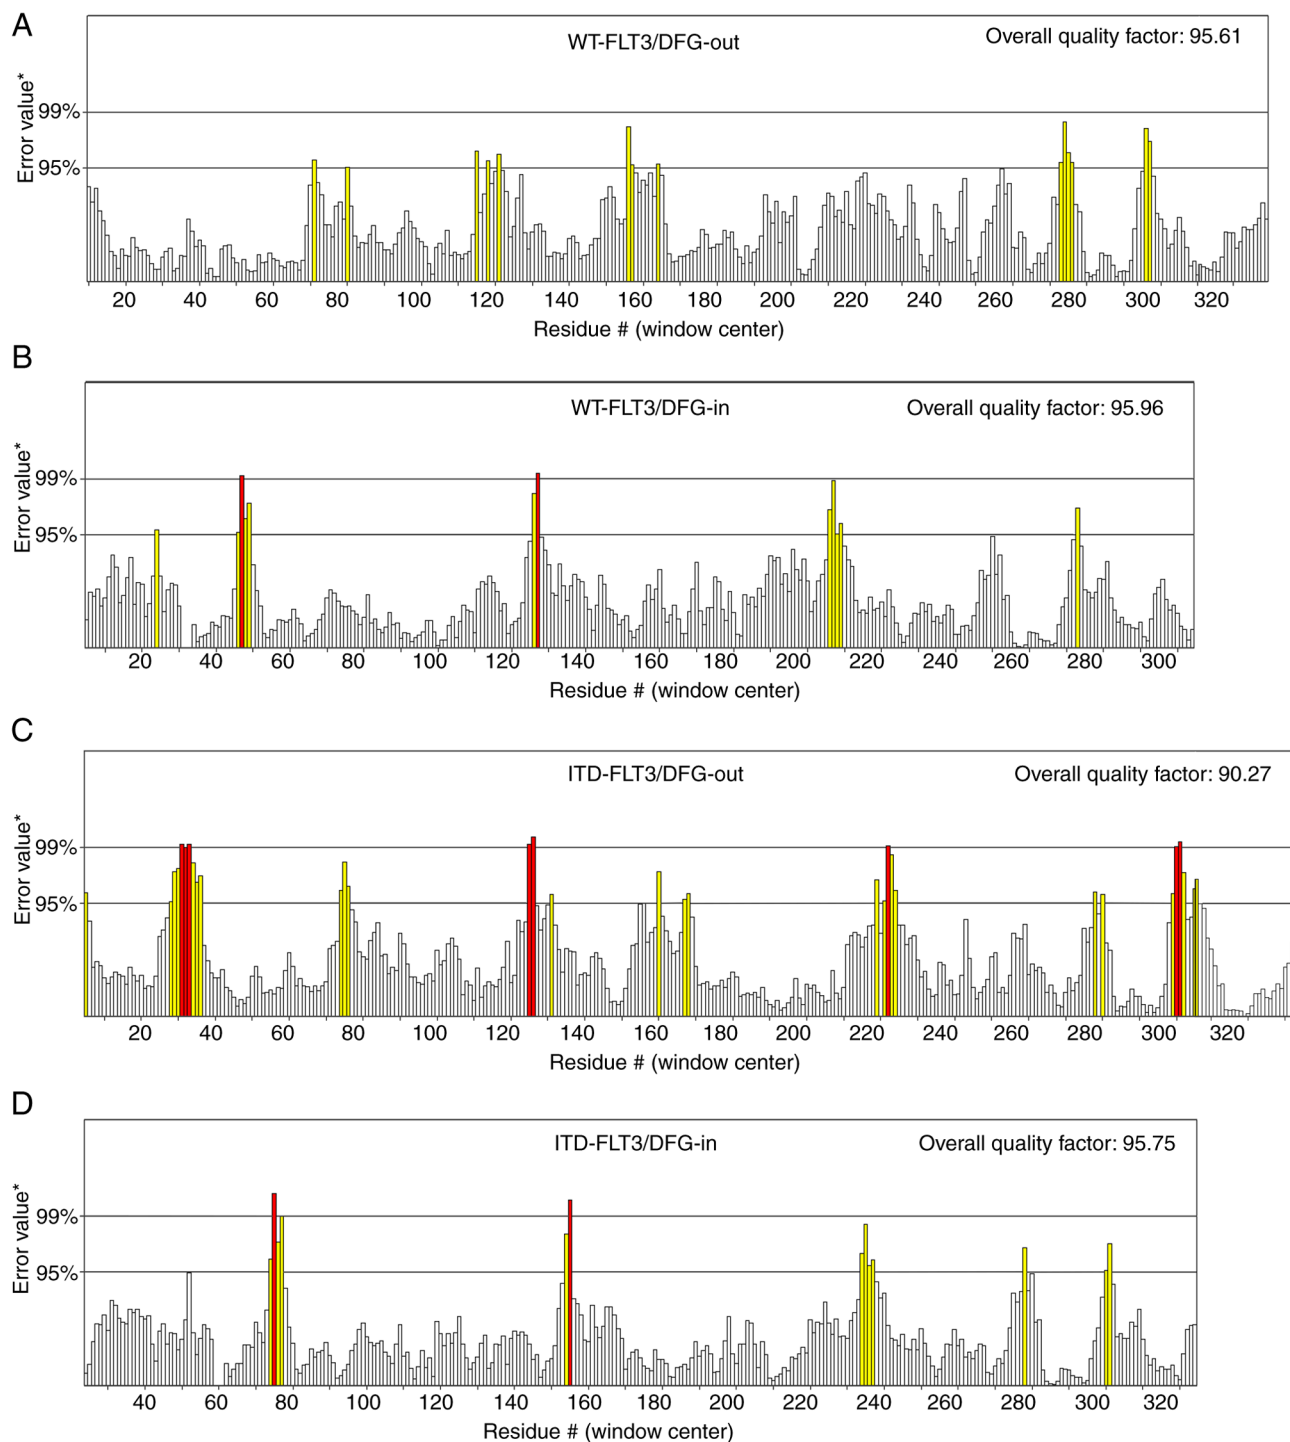 A
WT-FLT3/DFG-out
Overall quality factor: 95.61
Error value*
99%
95%
20 40 60 80 100 120 140 160 180 200 220 240 260 280 300 320
Residue # (window center)
B
WT-FLT3/DFG-in
Overall quality factor: 95.96
Error value*
99%
95%
20 40 60 80 100 120 140 160 180 200 220 240 260 280 300
Residue # (window center)
C
ITD-FLT3/DFG-out
Overall quality factor: 90.27
Error value*
99%
95%
20 40 60 80 100 120 140 160 180 200 220 240 260 280 300 320
Residue # (window center)
D
ITD-FLT3/DFG-in
Overall quality factor: 95.75
Error value*
99%
95%
40 60 80 100 120 140 160 180 200 220 240 260 280 300 320
Residue # (window center)